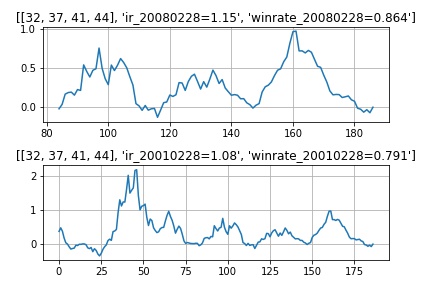 [[32, 37, 41, 44], 'ir_20080228=1.15', 'winrate_20080228=0.864']
1.0
0.5
0.0
80 100 120 140 160 180
[[32, 37, 41, 44], 'ir_20010228=1.08', 'winrate_20010228=0.791']
2
1
0
0 25 50 75 100 125 150 175